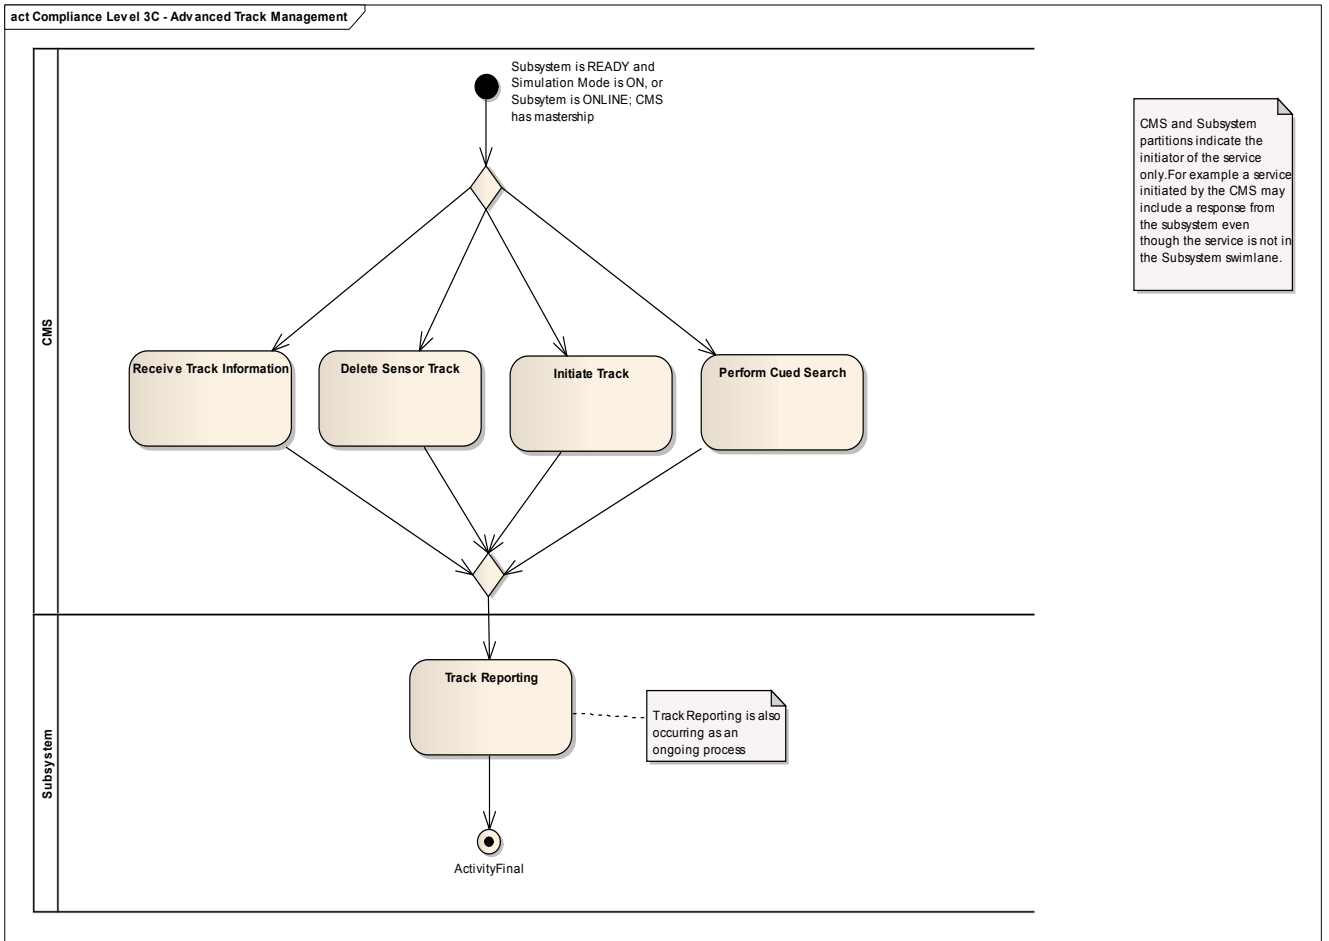 act Compliance Level 3C - Advanced Track Management
Subsystem is READY and
Simulation Mode is ON, or
Subsytem is ONLINE; CMS
has mastership
CMS and Subsystem
partitions indicate the
initiator of the service
only.For example a service
initiated by the CMS may
include a response from
the subsystem even
though the service is not in
the Subsystem swimlane.
CMS
Receive Track Information
Delete Sensor Track
Initiate Track
Perform Cued Search
Subsystem
Track Reporting
Track Reporting is also
occurring as an
ongoing process
ActivityFinal